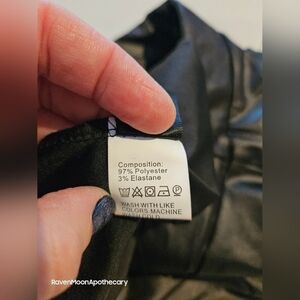 Composition:
97% Polyester
3% Elastane
WASH WITH LIKE
COLORS MACHINE
RavenMoonApothecary